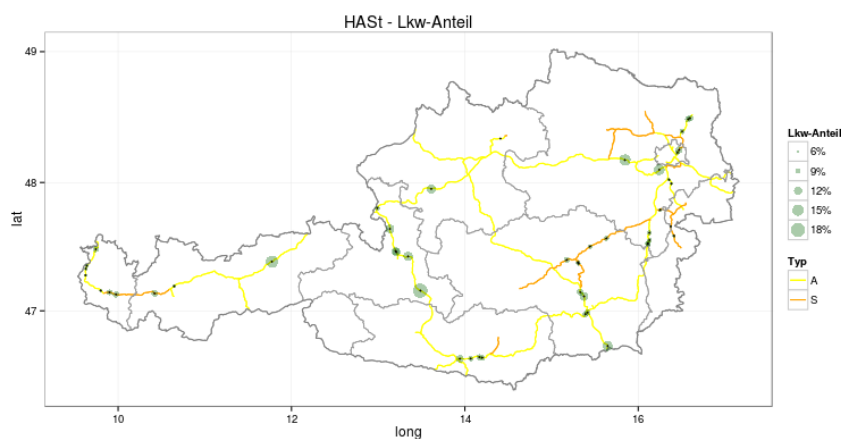 HASt - Lkw-Anteil
49
48
47
lat
10
12
14
16
long
Lkw-Anteil
6%
9%
12%
15%
18%
Typ
A
S